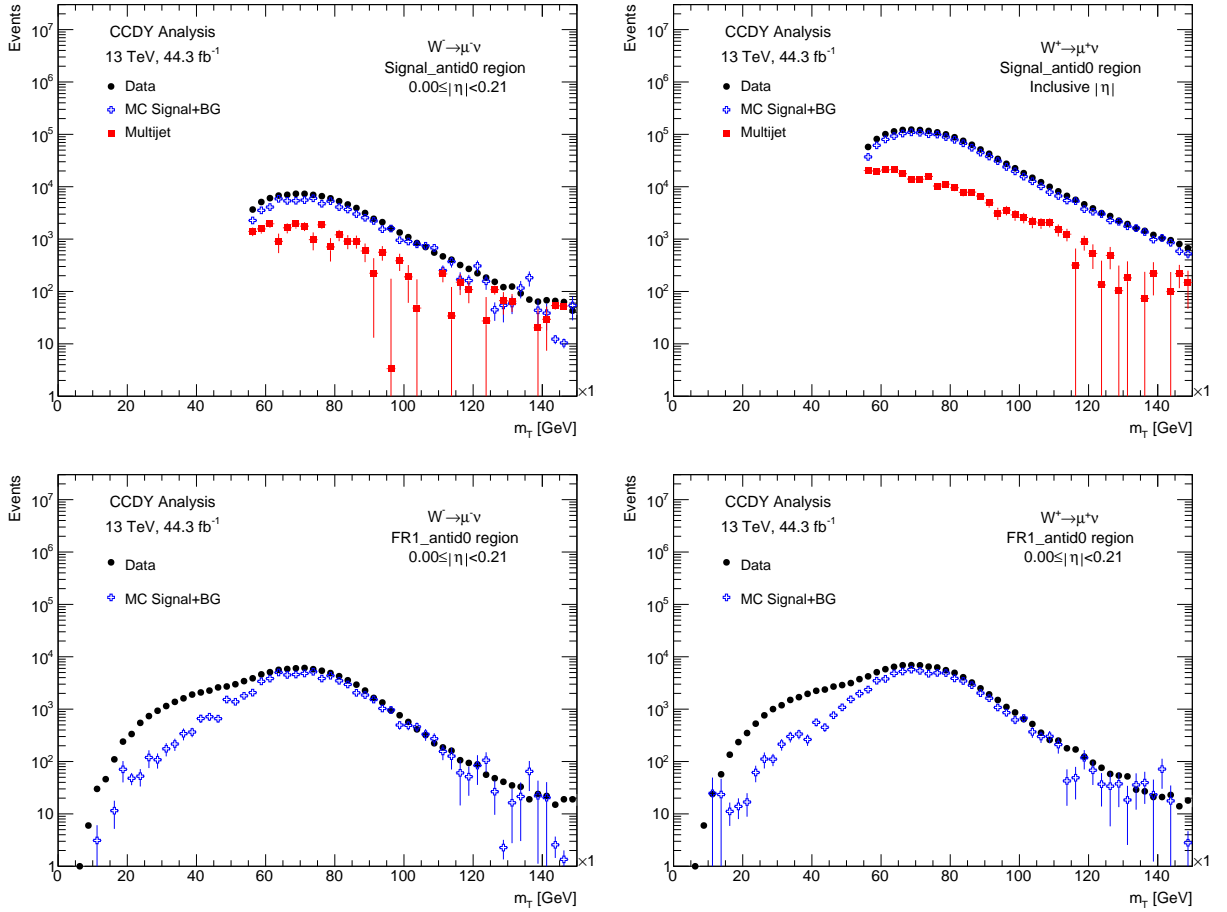 Events
10⁷
10⁶
10⁵
10⁴
10³
10²
10
1
CCDY Analysis
13 TeV, 44.3 fb⁻¹
Data
MC Signal+BG
Multijet
W⁻→μ⁻ν
Signal_antid0 region
0.00≤|η|<0.21
0 20 40 60 80 100 120 140
×1
m_T [GeV]
Events
10⁷
10⁶
10⁵
10⁴
10³
10²
10
1
CCDY Analysis
13 TeV, 44.3 fb⁻¹
Data
MC Signal+BG
Multijet
W⁺→μ⁺ν
Signal_antid0 region
Inclusive |η|
0 20 40 60 80 100 120 140
×1
m_T [GeV]
Events
10⁷
10⁶
10⁵
10⁴
10³
10²
10
1
CCDY Analysis
13 TeV, 44.3 fb⁻¹
Data
MC Signal+BG
W⁻→μ⁻ν
FR1_antid0 region
0.00≤|η|<0.21
0 20 40 60 80 100 120 140
×1
m_T [GeV]
Events
10⁷
10⁶
10⁵
10⁴
10³
10²
10
1
CCDY Analysis
13 TeV, 44.3 fb⁻¹
Data
MC Signal+BG
W⁺→μ⁺ν
FR1_antid0 region
0.00≤|η|<0.21
0 20 40 60 80 100 120 140
×1
m_T [GeV]